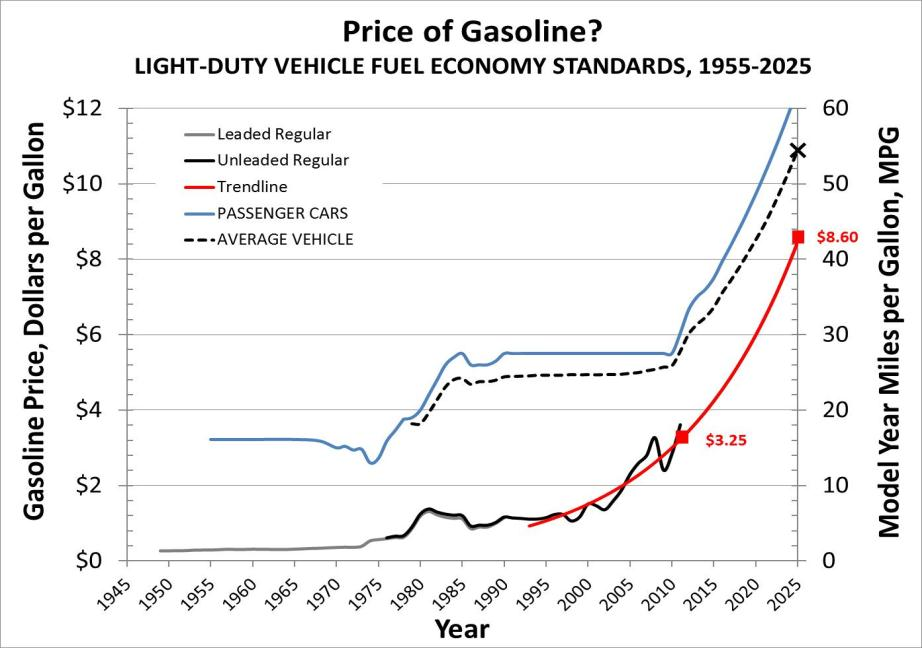 Price of Gasoline?
LIGHT-DUTY VEHICLE FUEL ECONOMY STANDARDS, 1955-2025
Gasoline Price, Dollars per Gallon
$12
$10
$8
$6
$4
$2
$0
Leaded Regular
Unleaded Regular
Trendline
PASSENGER CARS
AVERAGE VEHICLE
$8.60
$3.25
60
50
40
30
20
10
0
Model Year Miles per Gallon, MPG
1945 1950 1955 1960 1965 1970 1975 1980 1985 1990 1995 2000 2005 2010 2015 2020 2025
Year